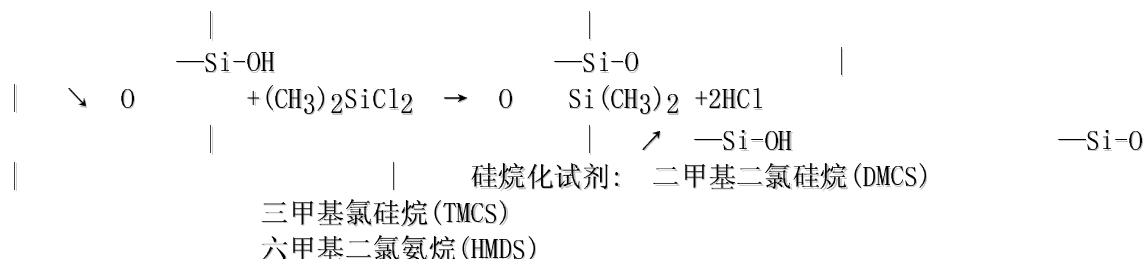 | |
—Si-OH —Si-O |
| ↘ O +(CH3)2SiCl2 → O Si(CH3)2 +2HCl
| | ↗ —Si-OH —Si-O
| | 硅烷化试剂: 二甲基二氯硅烷(DMCS)
三甲基氯硅烷(TMCS)
六甲基二氯氨烷(HMDS)